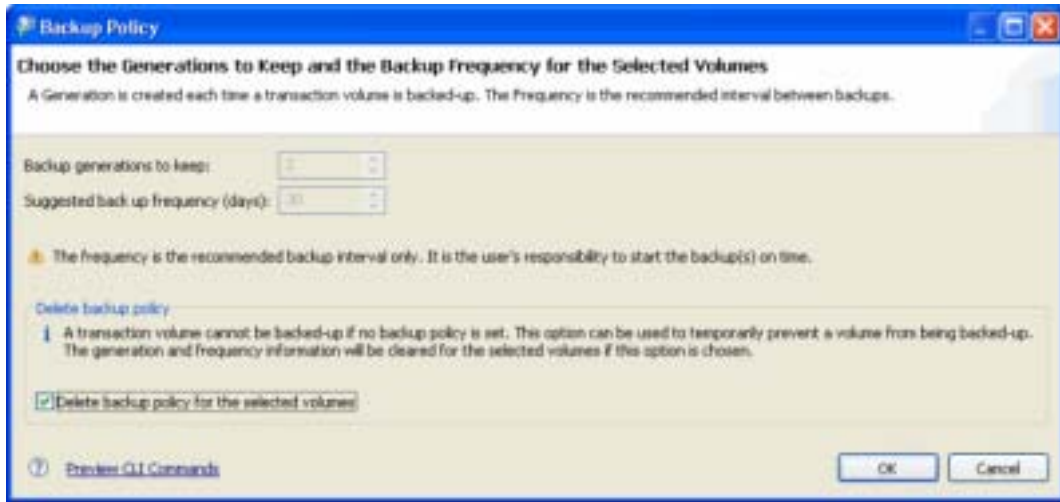 Backup Policy
Choose the Generations to Keep and the Backup Frequency for the Selected Volumes
A Generation is created each time a transaction volume is backed-up. The Frequency is the recommended interval between backups.
Backup generations to keep:
Suggested back up frequency (days): 30
The frequency is the recommended backup interval only. It is the user's responsibility to start the backup(s) on time.
Delete backup policy
A transaction volume cannot be backed-up if no backup policy is set. This option can be used to temporarily prevent a volume from being backed-up.
The generation and frequency information will be cleared for the selected volumes if this option is chosen.
Delete backup policy for the selected volumes
Preview CLI Commands
OK
Cancel